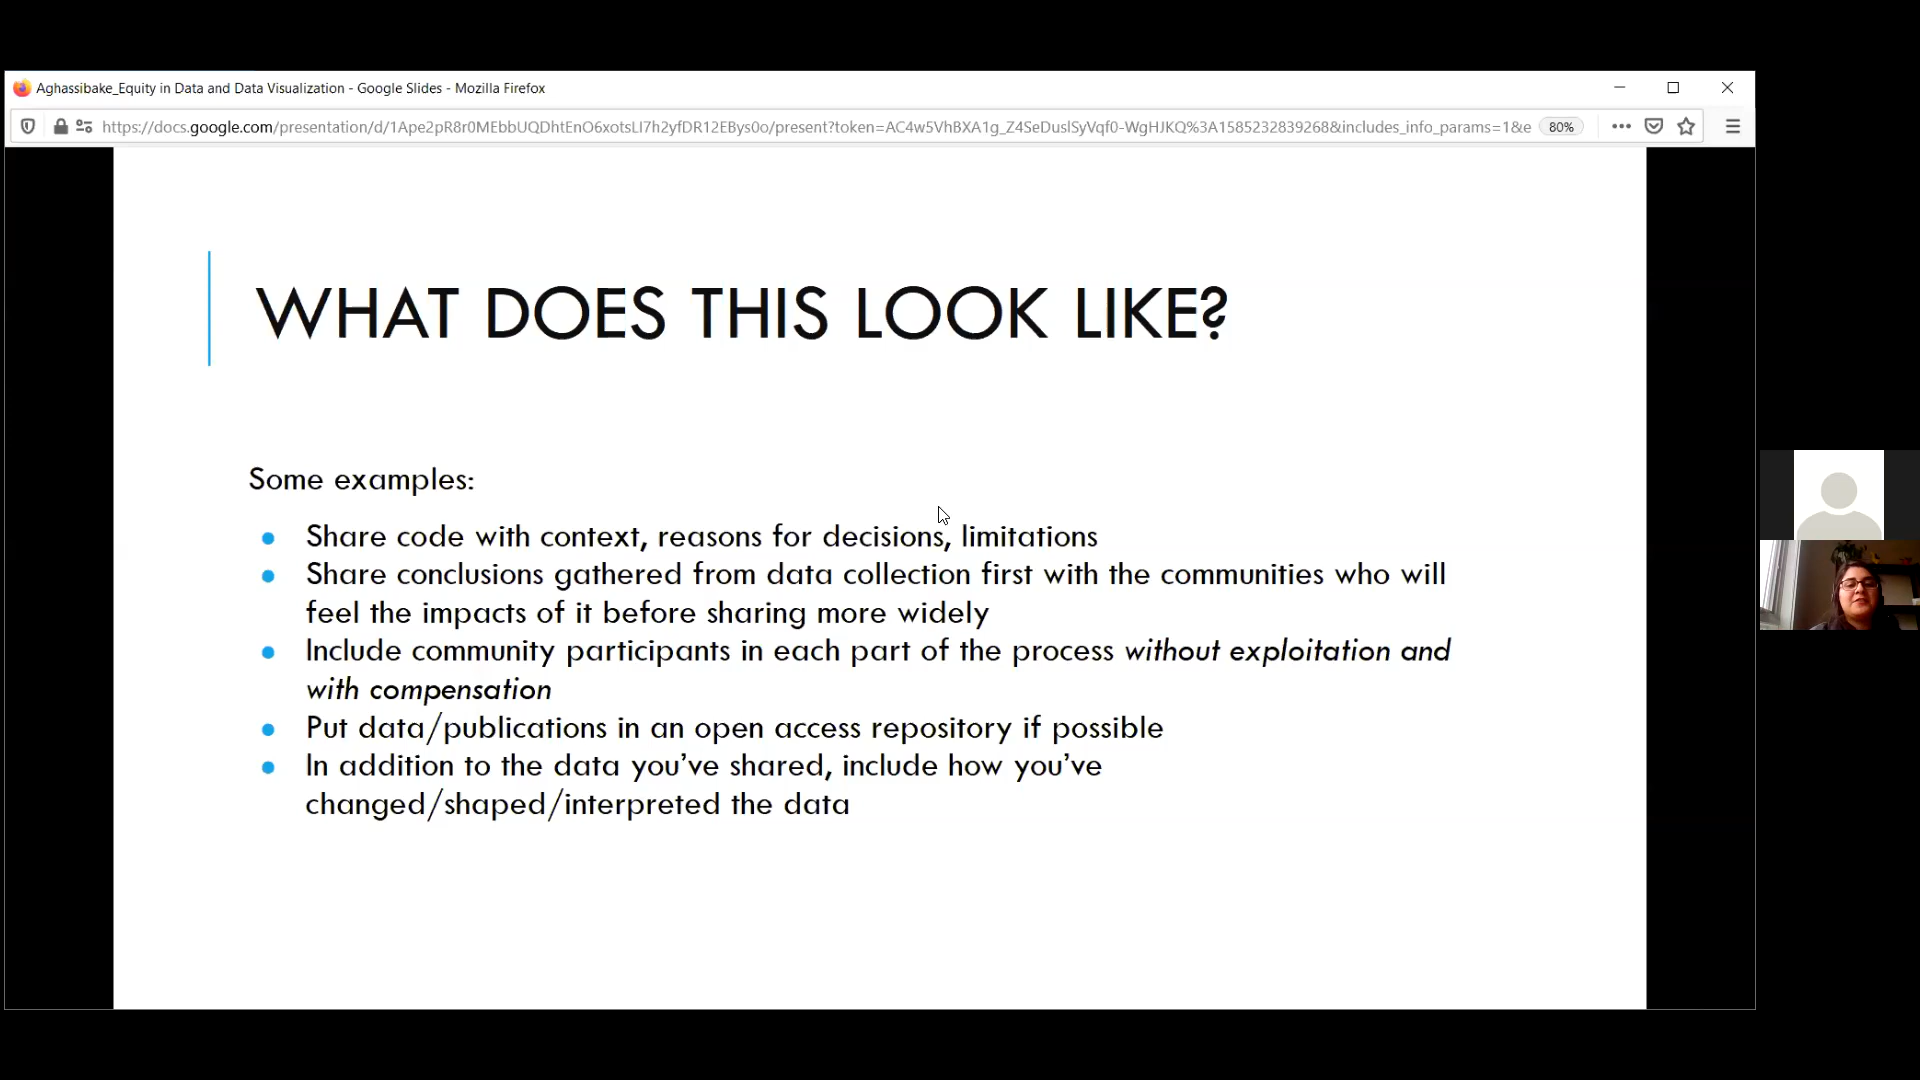 Aghassibake_Equity in Data and Data Visualization - Google Slides - Mozilla Firefox
https://docs.google.com/presentation/d/1Ape2pR8r0MEbbUQDhtEnO6xotsLI7h2yfDR12EBys0o/present?token=AC4w5VhBXA1g_Z4SeDuslSyVqf0-WgHJKQ%3A1585232839268&includes_info_params=1&e 80%
WHAT DOES THIS LOOK LIKE?
Some examples:
Share code with context, reasons for decisions, limitations
Share conclusions gathered from data collection first with the communities who will
feel the impacts of it before sharing more widely
Include community participants in each part of the process without exploitation and
with compensation
Put data/publications in an open access repository if possible
In addition to the data you’ve shared, include how you’ve
changed/shaped/interpreted the data